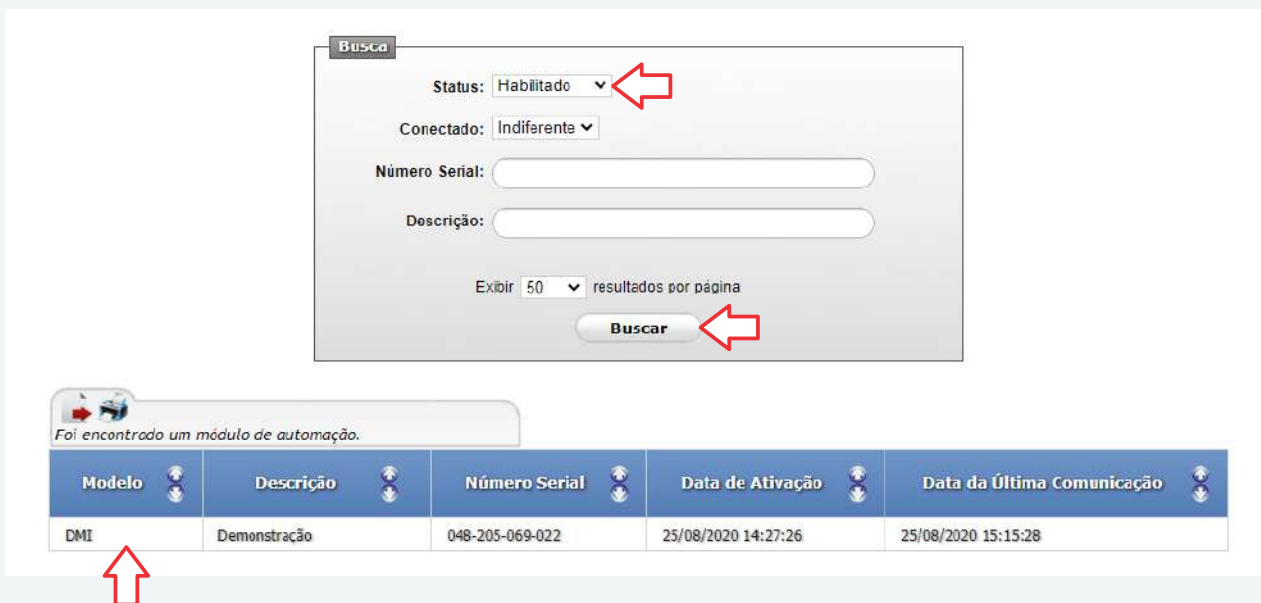 Busca
Status: Habilitado
Conectado: Indiferente
Número Serial:
Descrição:
Exibir 50 resultados por página
Buscar
Foi encontrado um módulo de automação.
Modelo Descrição Número Serial Data de Ativação Data da Última Comunicação
DMI Demonstração 048-205-069-022 25/08/2020 14:27:26 25/08/2020 15:15:28